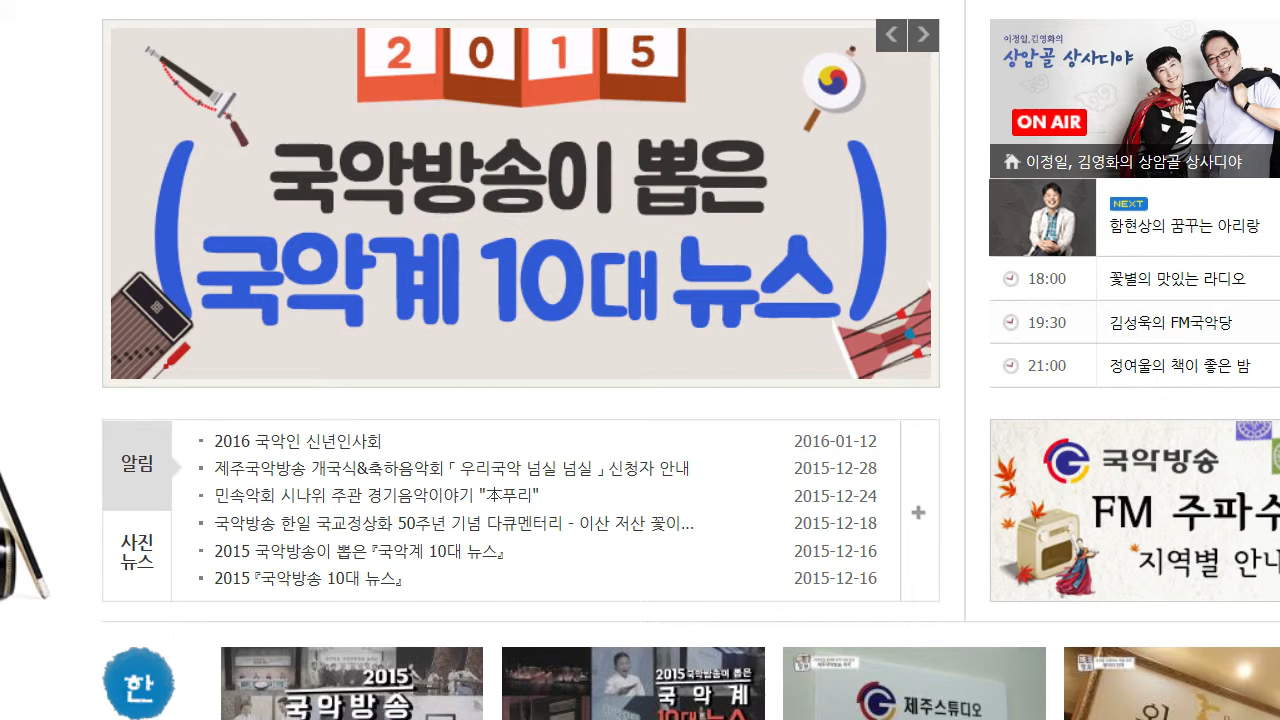 2015
국악방송이 뽑은
국악계 10대 뉴스
이정일,김영화의
상암골 상사디야
ON AIR
이정일, 김영화의 상암골 상사디야
NEXT
함현상의 꿈꾸는 아리랑
18:00 꽃별의 맛있는 라디오
19:30 김성욱의 FM국악당
21:00 정여울의 책이 좋은 밤
알림
사진
뉴스
2016 국악인 신년인사회 2016-01-12
제주국악방송 개국식&축하음악회「 우리국악 넘실 넘실 」신청자 안내 2015-12-28
민속악회 시나위 주관 경기음악이야기 "本푸리" 2015-12-24
국악방송 한일 국교정상화 50주년 기념 다큐멘터리 - 이산 저산 꽃이... 2015-12-18
2015 국악방송이 뽑은『국악계 10대 뉴스』 2015-12-16
2015『국악방송 10대 뉴스』 2015-12-16
국악방송
FM 주파수
지역별 안내
한
2015
국악방송
2015국악방송이 뽑은
국악계
10대뉴스
제주스튜디오